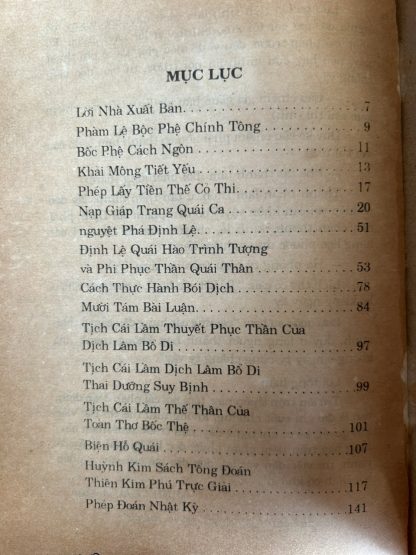 MỤC LỤC
Lời Nhà Xuất Bản. . . . . . . . . . . . . . . . . . . . . . 7
Phàm Lệ Bộc Phệ Chính Tông . . . . . . . . . . . . . 9
Bốc Phệ Cách Ngôn . . . . . . . . . . . . . . . . . . . . . 11
Khải Mông Tiết Yếu . . . . . . . . . . . . . . . . . . . . 13
Phép Lấy Tiền Thế Cỏ Thi. . . . . . . . . . . . . . . . 17
Nạp Giáp Trang Quái Ca . . . . . . . . . . . . . . . . 20
nguyệt Phá Định Lệ. . . . . . . . . . . . . . . . . . . . . 51
Định Lệ Quái Hào Trình Tượng
và Phi Phục Thần Quái Thân . . . . . . . . . . . . . 53
Cách Thực Hành Bói Dịch . . . . . . . . . . . . . . . 78
Mười Tám Bài Luận. . . . . . . . . . . . . . . . . . . . 84
Tịch Cái Lầm Thuyết Phục Thần Của
Dịch Lâm Bổ Di . . . . . . . . . . . . . . . . . . . . . . . 97
Tịch Cái Lầm Dịch Lâm Bổ Di
Thai Dưỡng Suy Bịnh . . . . . . . . . . . . . . . . . . . 99
Tịch Cái Lầm Thế Thân Của
Toàn Thơ Bốc Thệ . . . . . . . . . . . . . . . . . . . . . 101
Biện Hỗ Quái. . . . . . . . . . . . . . . . . . . . . . . . . 107
Huỳnh Kim Sách Tổng Đoán
Thiên Kim Phú Trực Giải . . . . . . . . . . . . . . . . 117
Phép Đoán Nhật Kỳ . . . . . . . . . . . . . . . . . . . . 141